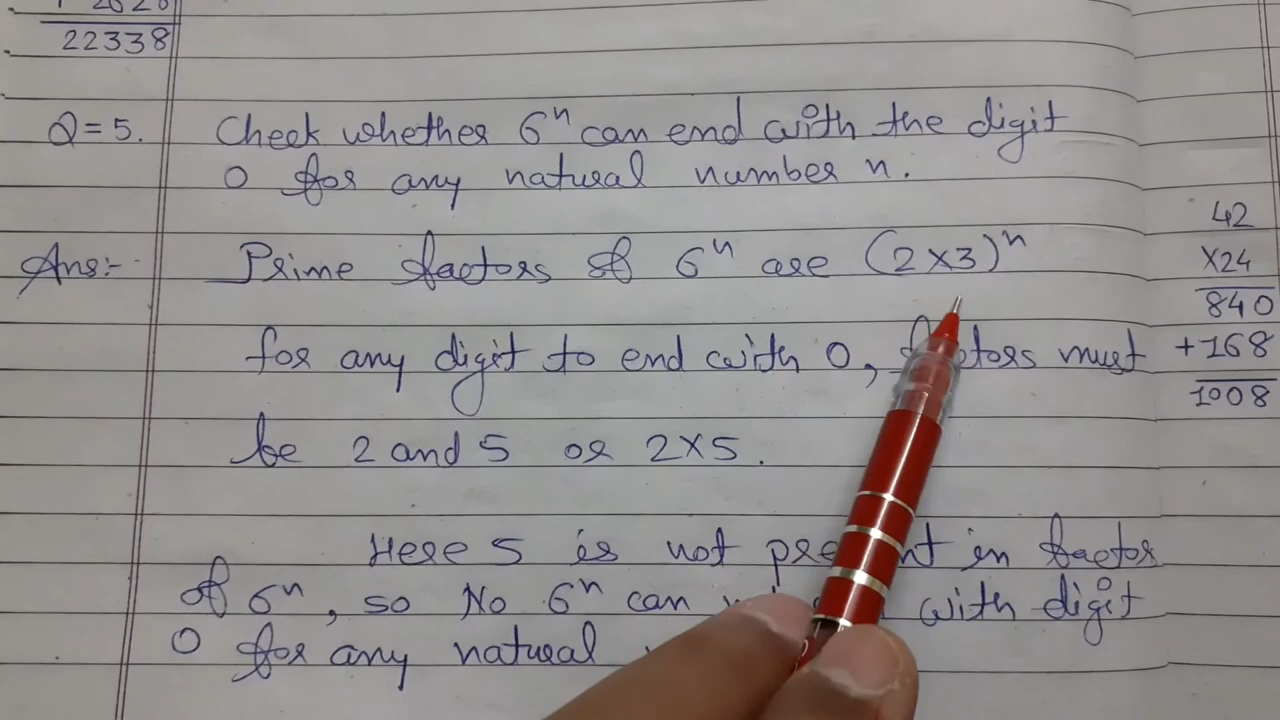 22338
Q=5. Check whether 6ⁿ can end with the digit
0 for any natural number n.
Ans:- Prime factors of 6ⁿ are (2×3)ⁿ
for any digit to end with 0, factors must
be 2 and 5 or 2×5.
Here 5 is not present in factor
of 6ⁿ, so No 6ⁿ can with digit
0 for any natural
42
×24
840
+168
1008